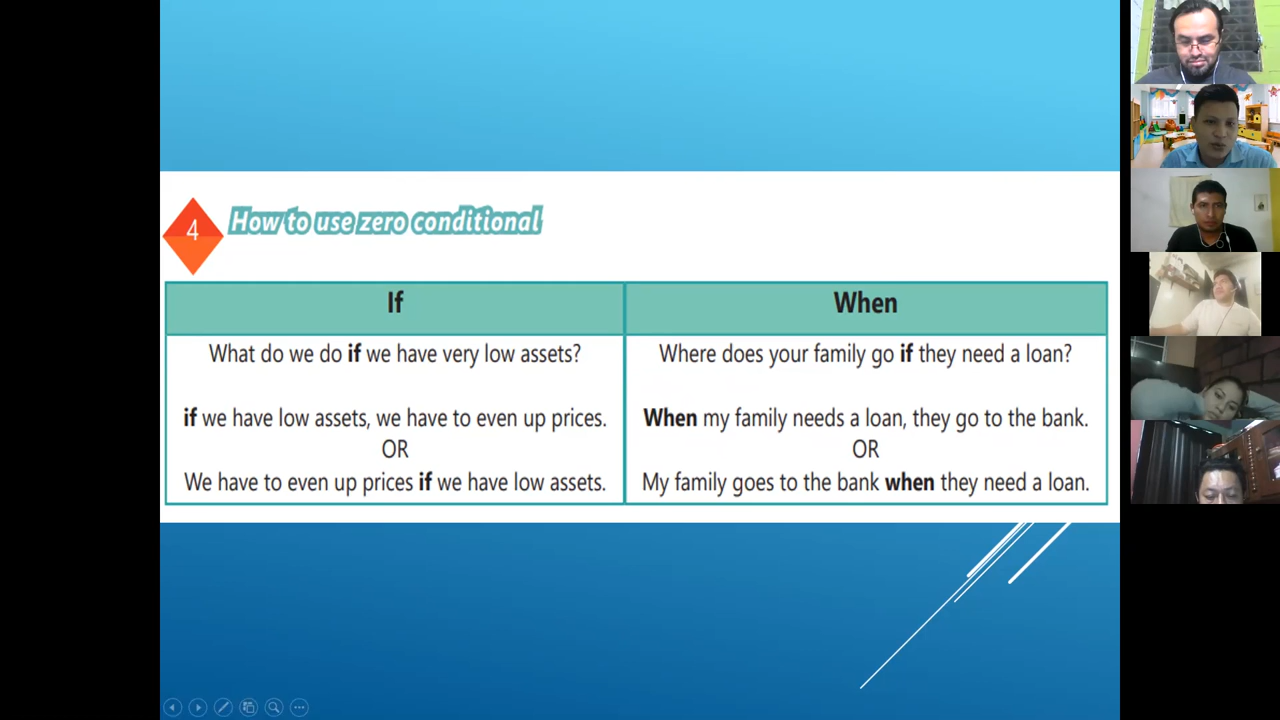 4
How to use zero conditional
If
When
What do we do if we have very low assets?
if we have low assets, we have to even up prices.
OR
We have to even up prices if we have low assets.
Where does your family go if they need a loan?
When my family needs a loan, they go to the bank.
OR
My family goes to the bank when they need a loan.